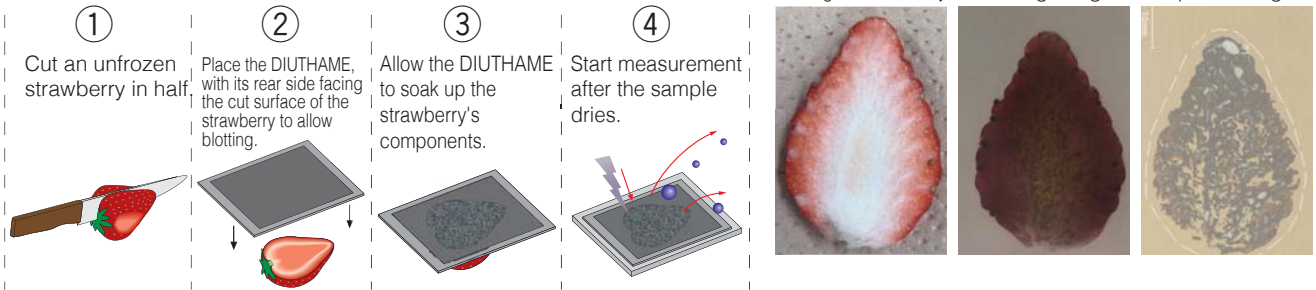 ①
Cut an unfrozen
strawberry in half.
②
Place the DIUTHAME,
with its rear side facing
the cut surface of the
strawberry to allow
blotting.
③
Allow the DIUTHAME
to soak up the
strawberry's
components.
④
Start measurement
after the sample
dries.